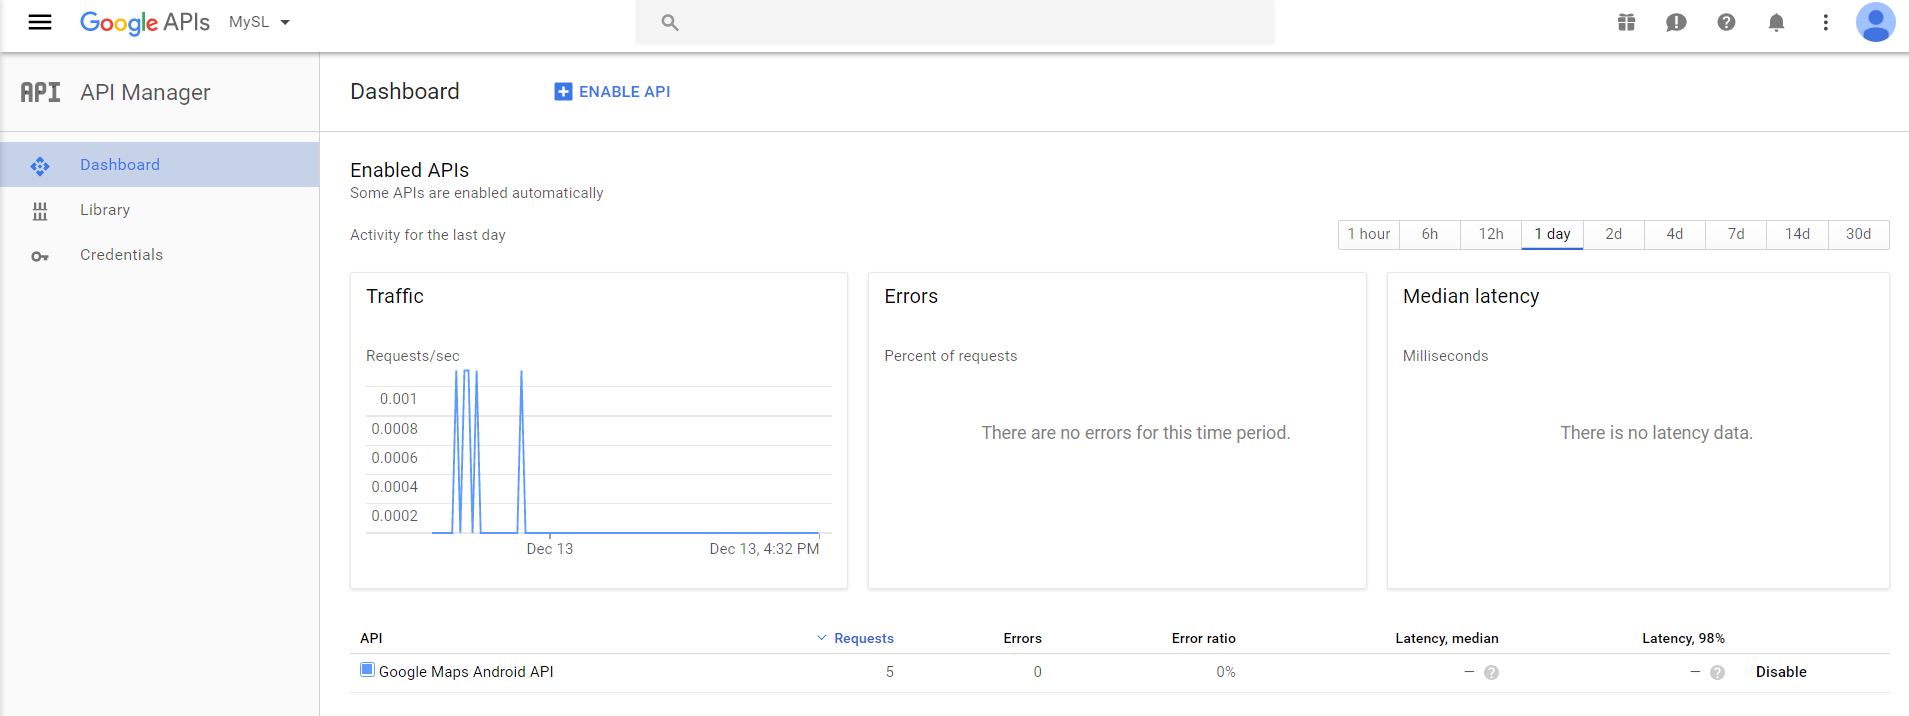 Google APIs MySL
API API Manager
Dashboard
Library
Credentials
Dashboard ENABLE API
Enabled APIs
Some APIs are enabled automatically
Activity for the last day
1 hour 6h 12h 1 day 2d 4d 7d 14d 30d
Traffic
Requests/sec
0.001
0.0008
0.0006
0.0004
0.0002
Dec 13 Dec 13, 4:32 PM
Errors
Percent of requests
There are no errors for this time period.
Median latency
Milliseconds
There is no latency data.
API Requests Errors Error ratio Latency, median Latency, 98%
Google Maps Android API 5 0 0% – ? – ? Disable